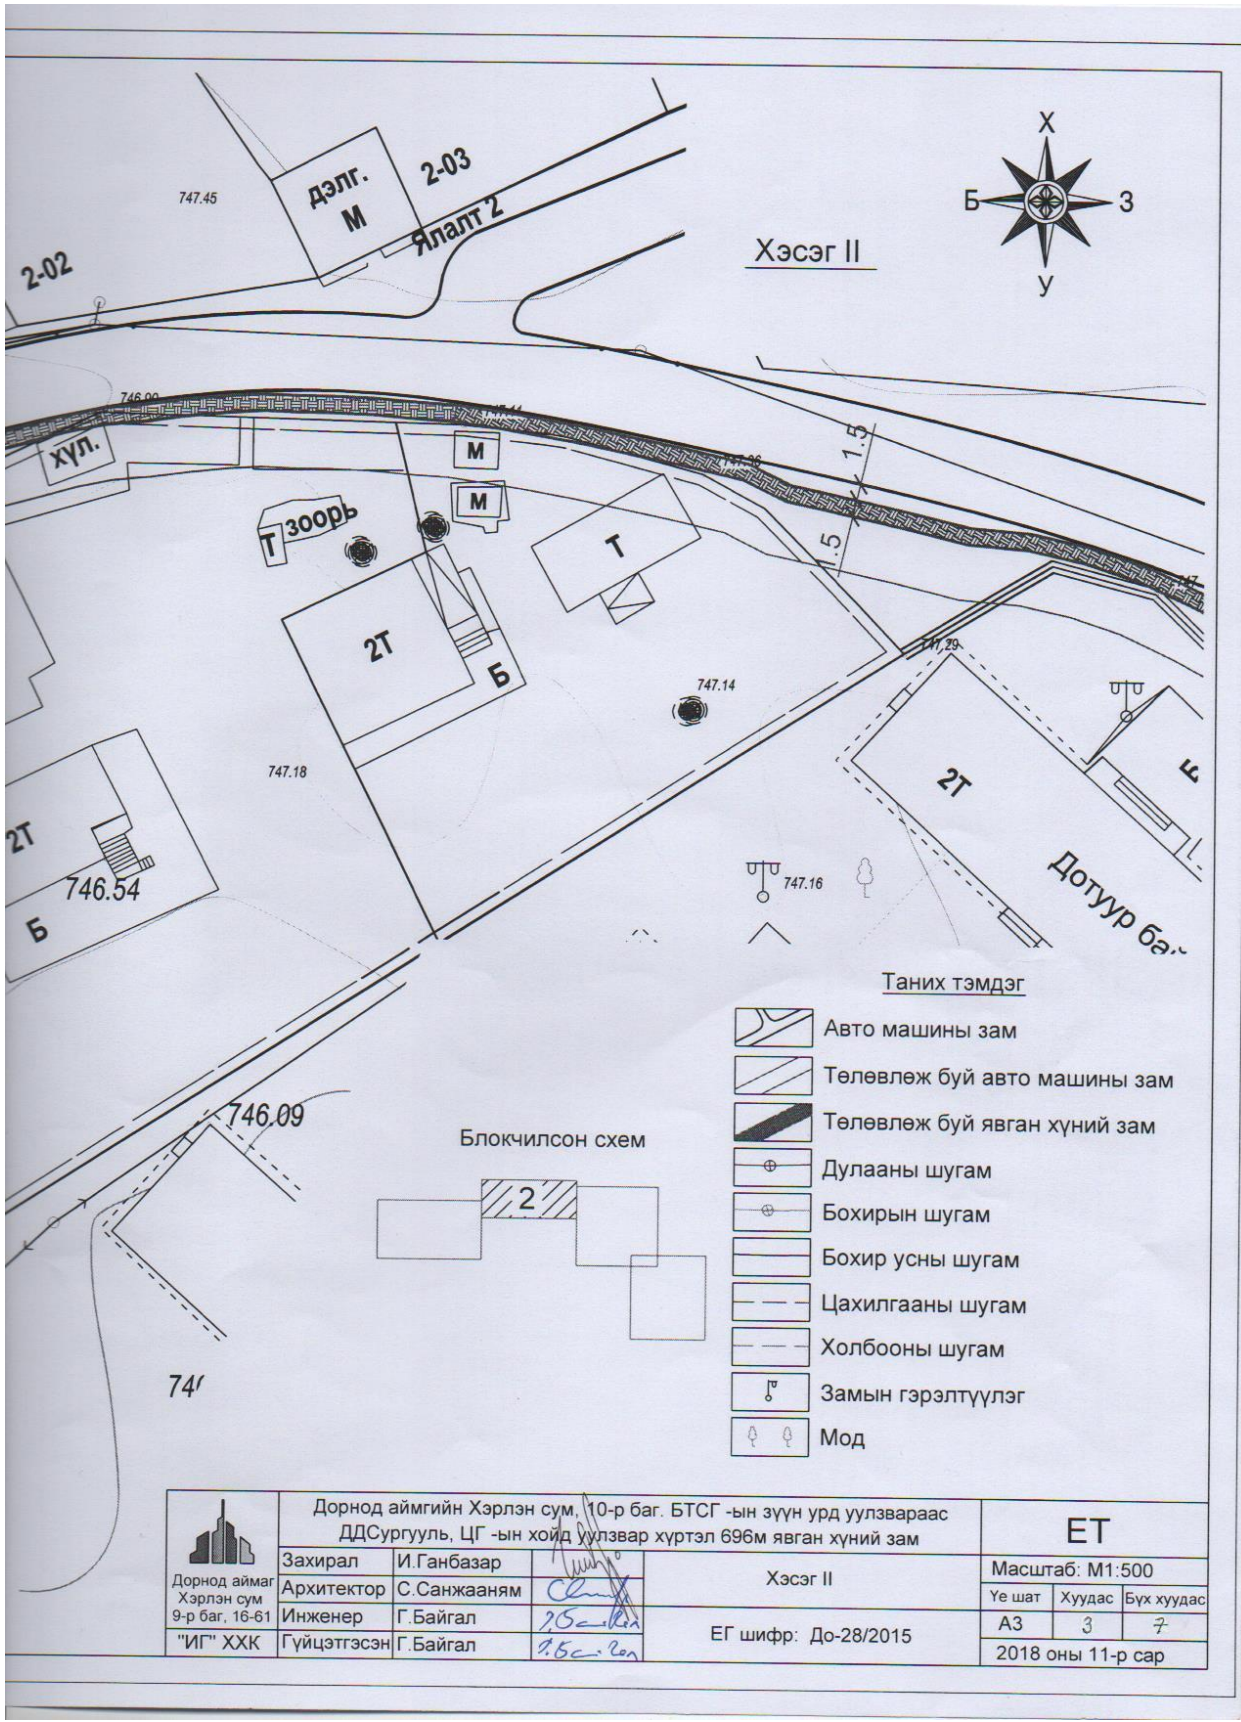 747.45
дэлг.
М
2-03
Ялалт 2
2-02
Хэсэг II
Х
Б
З
У
746.90
хүл.
М
М
зоорь
Т
Т
1.5
1.5
2Т
Б
747.14
747.18
747.29
2Т
2Т
746.54
Б
747.16
Дотуур ба
746.09
Таних тэмдэг
Авто машины зам
Төлөвлөж буй авто машины зам
Төлөвлөж буй явган хүний зам
Дулааны шугам
Бохирын шугам
Бохир усны шугам
Цахилгааны шугам
Холбооны шугам
Замын гэрэлтүүлэг
Мод
Блокчилсон схем
2
Дорнод аймгийн Хэрлэн сум, 10-р баг. БТСГ -ын зүүн урд уулзвараас
ДДСургууль, ЦГ -ын хойд уулзвар хүртэл 696м явган хүний зам
ЕТ
Захирал И.Ганбазар
Архитектор С.Санжааням
Инженер Г.Байгал
Гүйцэтгэсэн Г.Байгал
Дорнод аймаг
Хэрлэн сум
9-р баг, 16-61
"ИГ" ХХК
Хэсэг II
ЕГ шифр: До-28/2015
Масштаб: М1:500
Үе шат Хуудас Бүх хуудас
А3 3 7
2018 оны 11-р сар